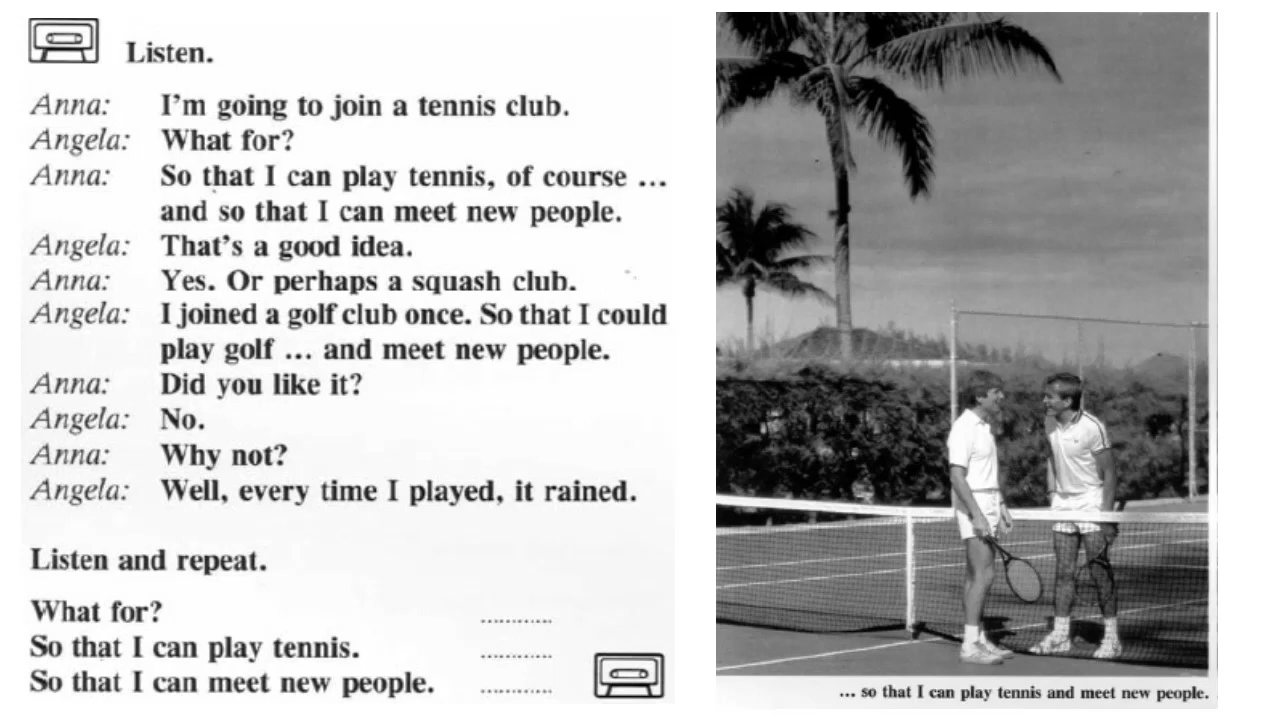 Listen.
Anna: I'm going to join a tennis club.
Angela: What for?
Anna: So that I can play tennis, of course ...
and so that I can meet new people.
Angela: That's a good idea.
Anna: Yes. Or perhaps a squash club.
Angela: I joined a golf club once. So that I could
play golf ... and meet new people.
Anna: Did you like it?
Angela: No.
Anna: Why not?
Angela: Well, every time I played, it rained.
Listen and repeat.
What for? ............
So that I can play tennis. ............
So that I can meet new people. ............
... so that I can play tennis and meet new people.